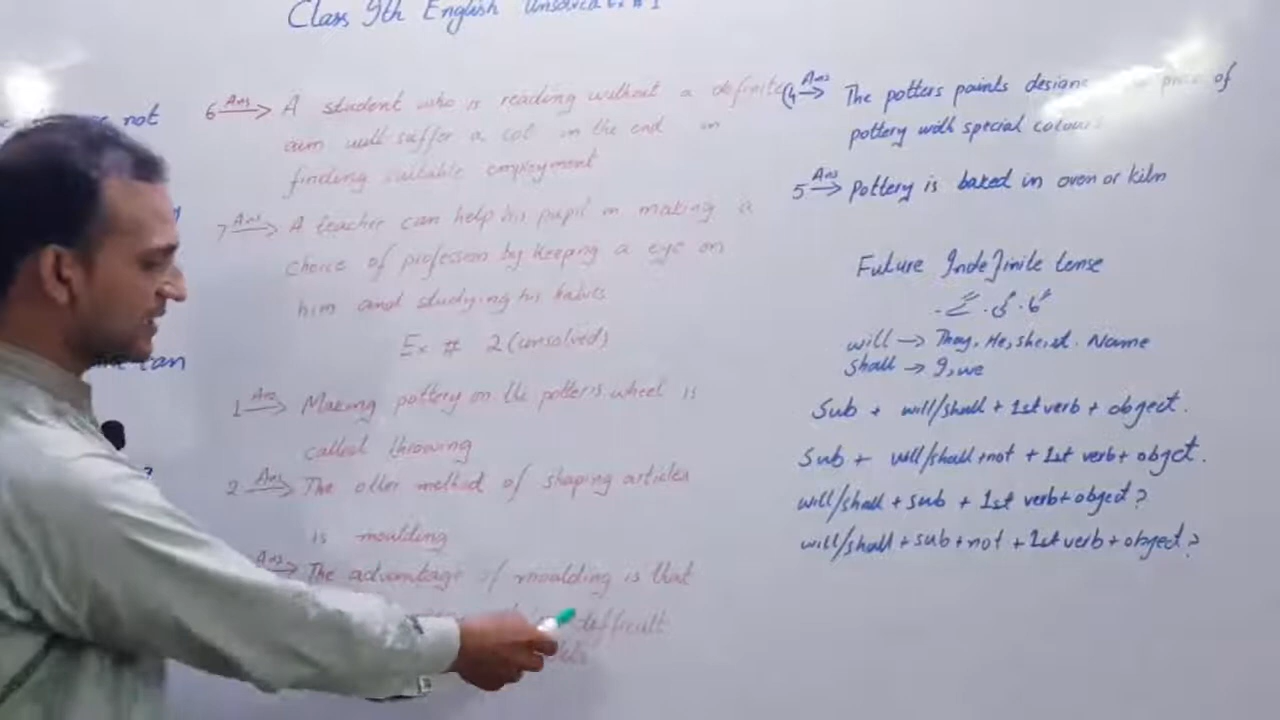 Class 9th English Unsolved Ex # 1
not
can
6 Ans → A student who is reading without a definite
aim will suffer a lot in the end in
finding suitable employment
7 Ans → A teacher can help his pupil in making a
choice of profession by keeping a eye on
him and studying his habits
Ex # 2 (unsolved)
1 Ans → Making pottery on the potter's wheel is
called throwing
2 Ans → The other method of shaping articles
is moulding
Ans → The advantage of moulding is that
difficult
4 Ans → The potters paints designs piece of
pottery with special colours
5 Ans → Pottery is baked in oven or kiln
Future Indefinite tense
گا ۔ گی ۔ گے ۔
will → They, He, she, it. Name
Shall → I, we
Sub + will/shall + 1st verb + object.
Sub + will/shall + not + 1st verb + object.
will/shall + sub + 1st verb + object?
will/shall + sub + not + 1st verb + object?